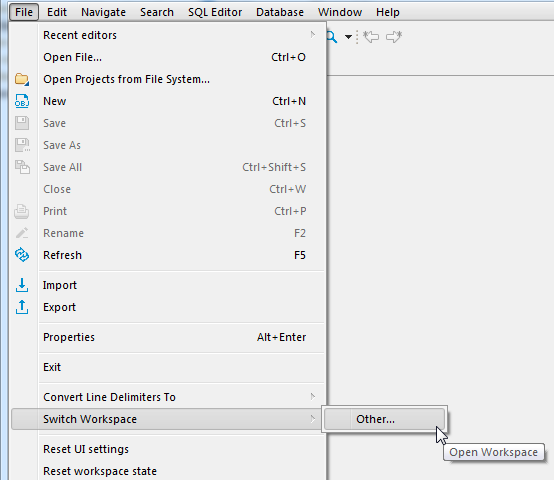 File Edit Navigate Search SQL Editor Database Window Help
Recent editors
Open File... Ctrl+O
Open Projects from File System...
OBJ New Ctrl+N
Save Ctrl+S
Save As
Save All Ctrl+Shift+S
Close Ctrl+W
Print Ctrl+P
Rename F2
Refresh F5
Import
Export
Properties Alt+Enter
Exit
Convert Line Delimiters To
Switch Workspace Other...
Open Workspace
Reset UI settings
Reset workspace state